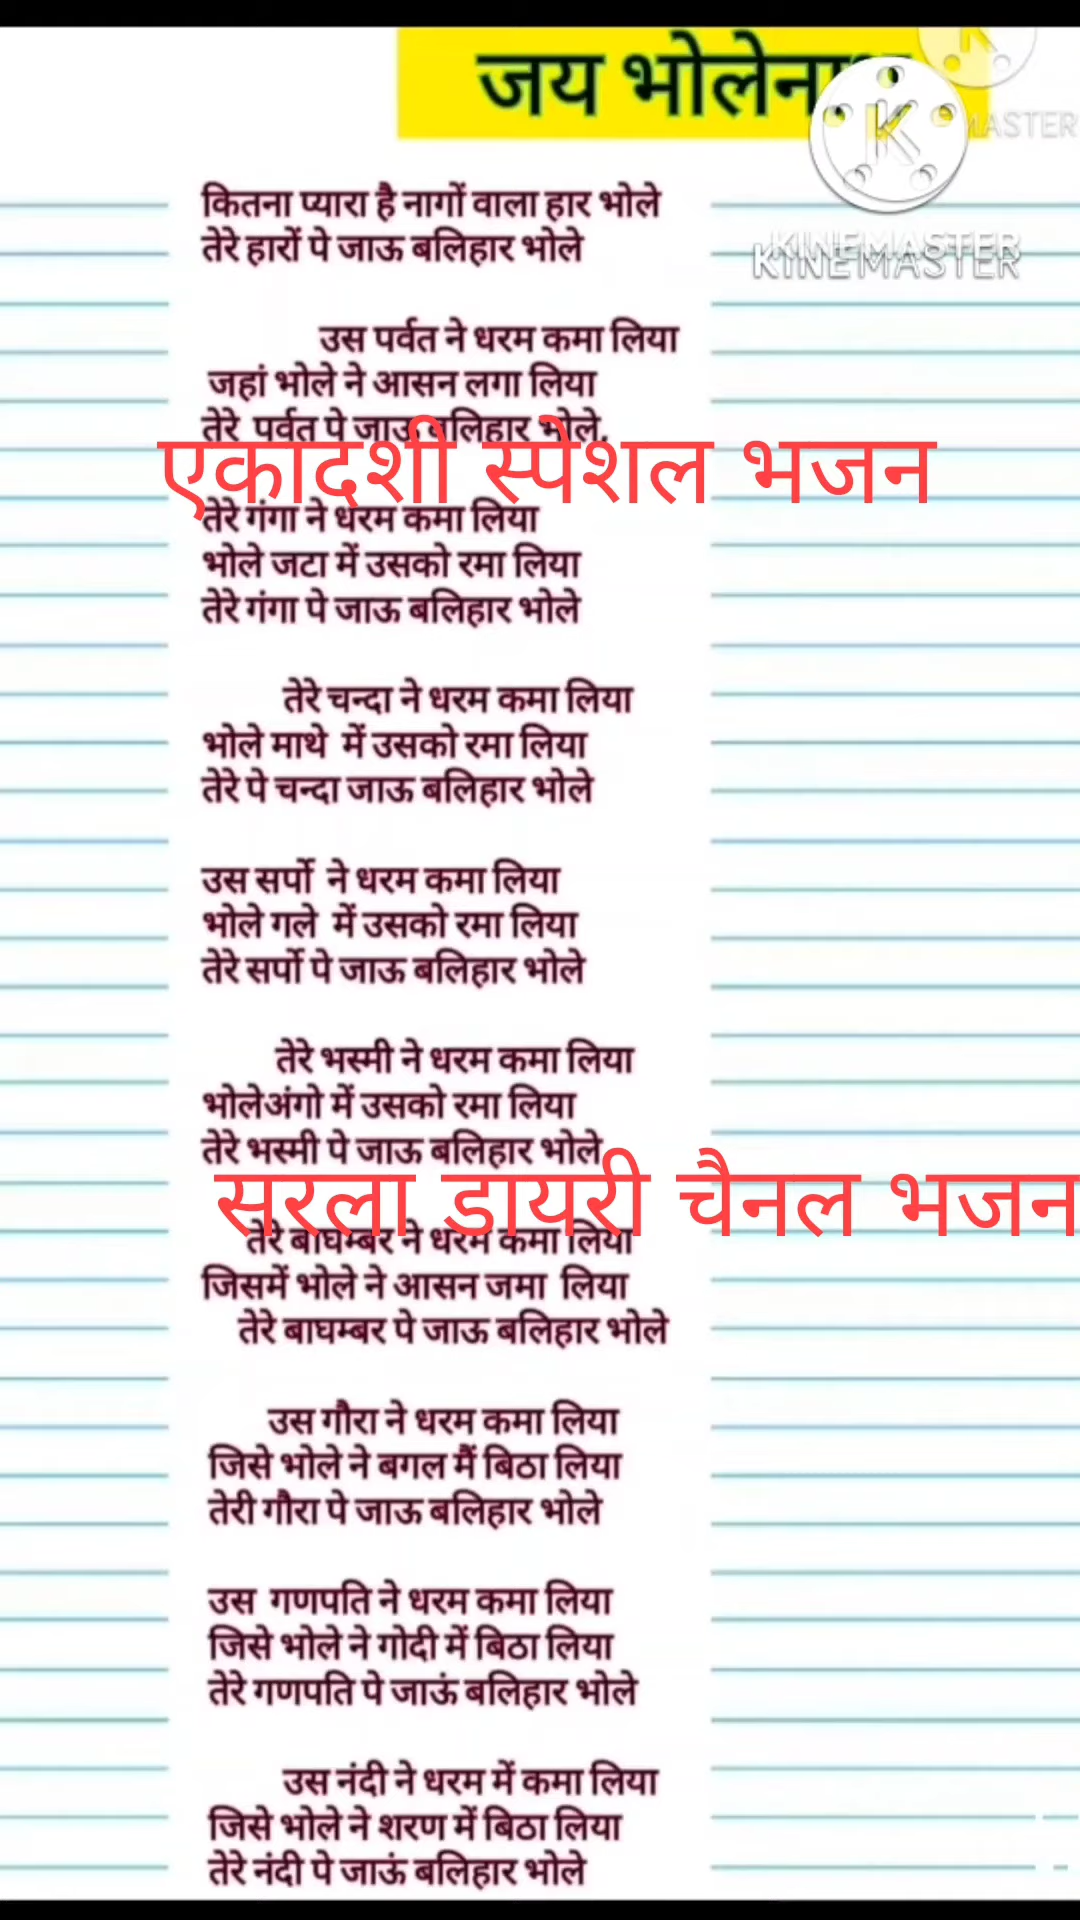 जय भोलेनाथ
KINEMASTER
KINEMASTER
कितना प्यारा है नागों वाला हार भोले
तेरे हारों पे जाऊ बलिहार भोले
उस पर्वत ने धरम कमा लिया
जहां भोले ने आसन लगा लिया
तेरे पर्वत पे जाऊ बलिहार भोले,
एकादशी स्पेशल भजन
तेरे गंगा ने धरम कमा लिया
भोले जटा में उसको रमा लिया
तेरे गंगा पे जाऊ बलिहार भोले
तेरे चन्दा ने धरम कमा लिया
भोले माथे में उसको रमा लिया
तेरे पे चन्दा जाऊ बलिहार भोले
उस सर्पो ने धरम कमा लिया
भोले गले में उसको रमा लिया
तेरे सर्पो पे जाऊ बलिहार भोले
तेरे भस्मी ने धरम कमा लिया
भोलेअंगो में उसको रमा लिया
तेरे भस्मी पे जाऊ बलिहार भोले
सरला डायरी चैनल भजन
तेरे बाघम्बर ने धरम कमा लिया
जिसमें भोले ने आसन जमा लिया
तेरे बाघम्बर पे जाऊ बलिहार भोले
उस गौरा ने धरम कमा लिया
जिसे भोले ने बगल मैं बिठा लिया
तेरी गौरा पे जाऊ बलिहार भोले
उस गणपति ने धरम कमा लिया
जिसे भोले ने गोदी में बिठा लिया
तेरे गणपति पे जाऊं बलिहार भोले
उस नंदी ने धरम में कमा लिया
जिसे भोले ने शरण में बिठा लिया
तेरे नंदी पे जाऊं बलिहार भोले